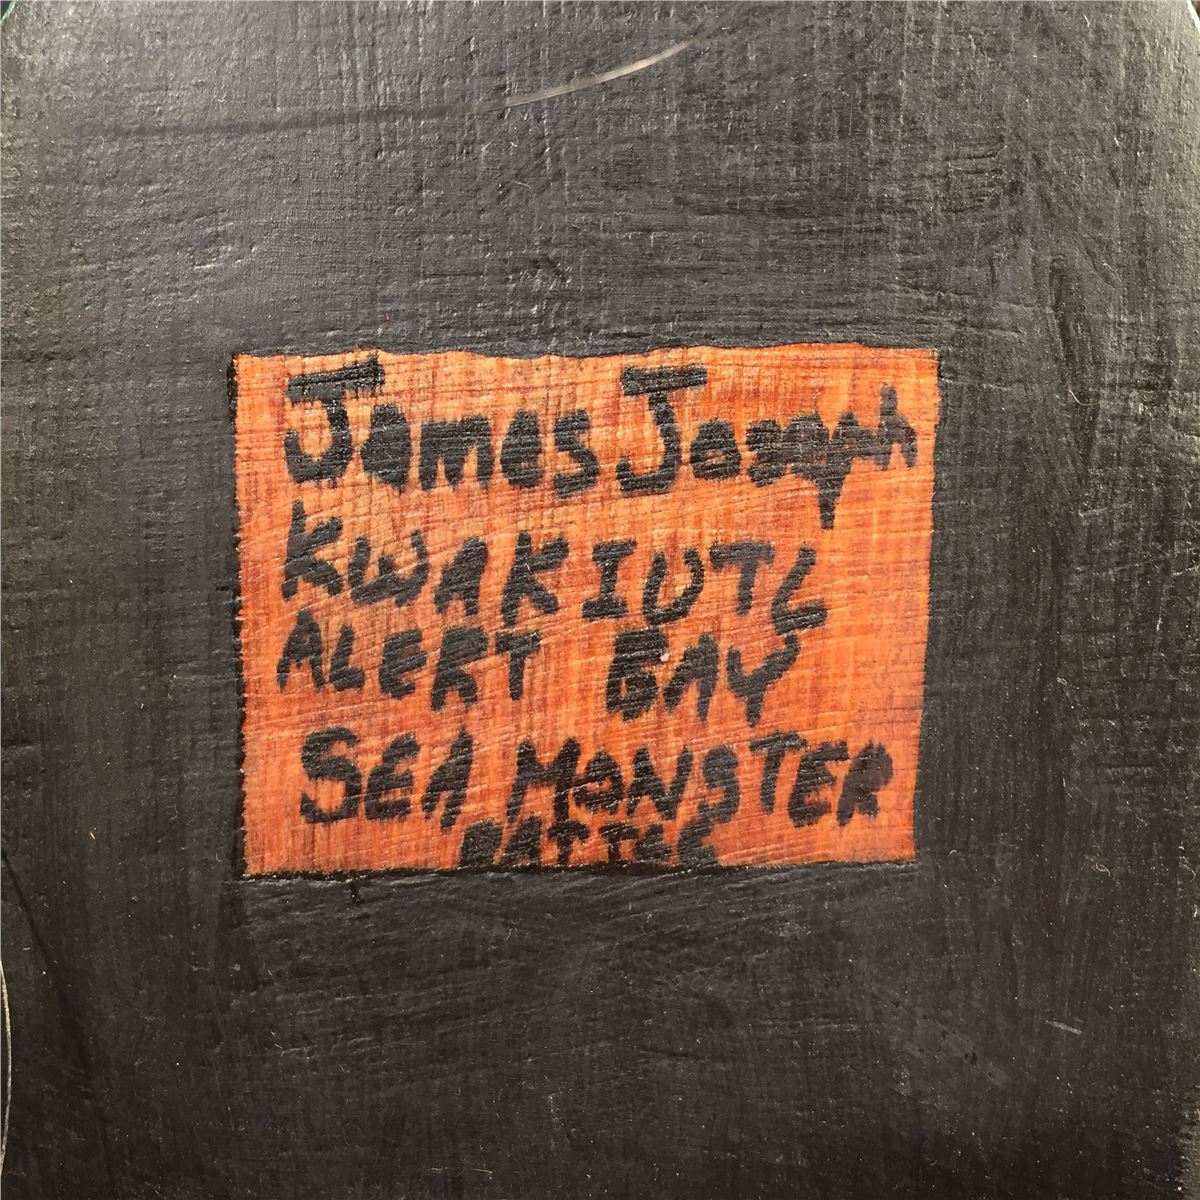 James Joseph
KWAKIUTL
ALERT BAY
SEA MONSTER
RATTLE